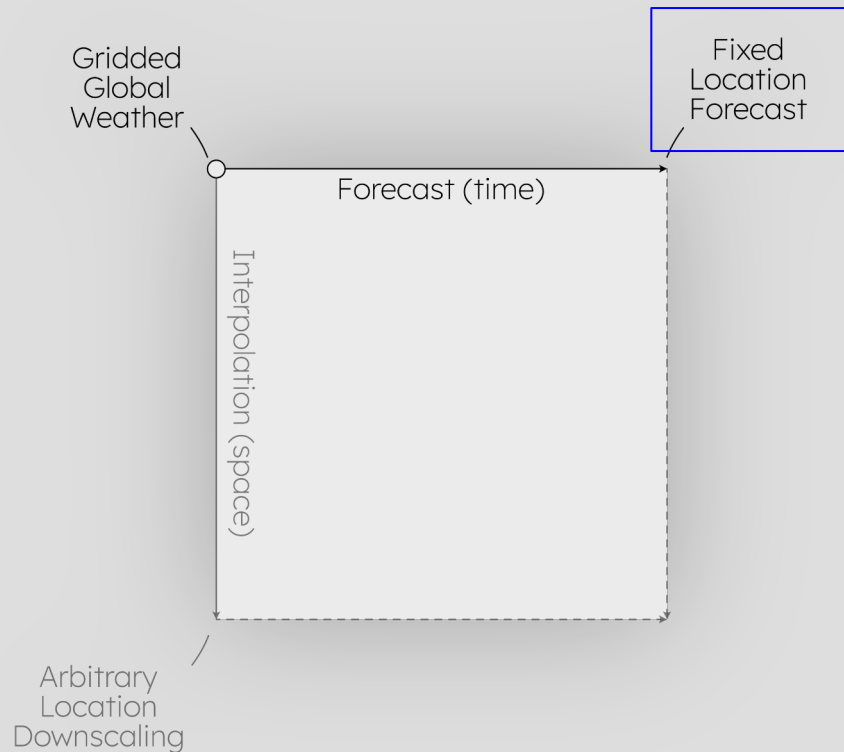 Gridded
Global
Weather
Fixed
Location
Forecast
Forecast (time)
Interpolation (space)
Arbitrary
Location
Downscaling